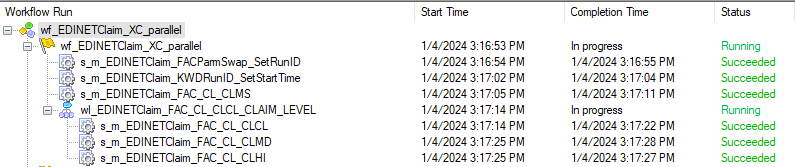 Workflow Run Start Time Completion Time Status
wf_EDINETClaim_XC_parallel
wf_EDINETClaim_XC_parallel 1/4/2024 3:16:53 PM In progress Running
s_m_EDINETClaim_FACParmSwap_SetRunID 1/4/2024 3:16:54 PM 1/4/2024 3:16:55 PM Succeeded
s_m_EDINETClaim_KWDRunID_SetStartTime 1/4/2024 3:17:02 PM 1/4/2024 3:17:04 PM Succeeded
s_m_EDINETClaim_FAC_CL_CLMS 1/4/2024 3:17:05 PM 1/4/2024 3:17:11 PM Succeeded
wl_EDINETClaim_FAC_CL_CLCL_CLAIM_LEVEL 1/4/2024 3:17:14 PM In progress Running
s_m_EDINETClaim_FAC_CL_CLCL 1/4/2024 3:17:14 PM 1/4/2024 3:17:22 PM Succeeded
s_m_EDINETClaim_FAC_CL_CLMD 1/4/2024 3:17:25 PM 1/4/2024 3:17:28 PM Succeeded
s_m_EDINETClaim_FAC_CL_CLHI 1/4/2024 3:17:25 PM 1/4/2024 3:17:27 PM Succeeded